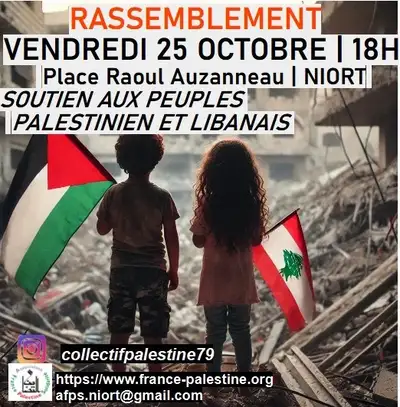 RASSEMBLEMENT
VENDREDI 25 OCTOBRE | 18H
Place Raoul Auzanneau | NIORT
SOUTIEN AUX PEUPLES
PALESTINIEN ET LIBANAIS
collectifpalestine79
https://www.france-palestine.org
afps.niort@gmail.com